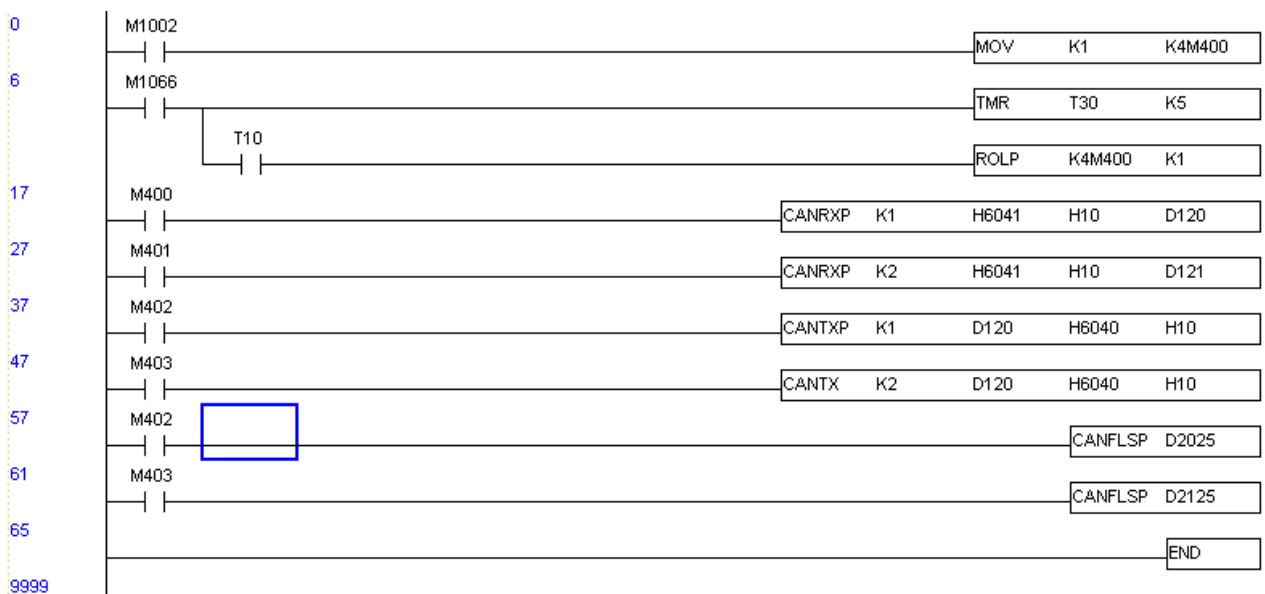 0 M1002
MOV K1 K4M400
6 M1066
TMR T30 K5
T10
ROLP K4M400 K1
17 M400
CANRXP K1 H6041 H10 D120
27 M401
CANRXP K2 H6041 H10 D121
37 M402
CANTXP K1 D120 H6040 H10
47 M403
CANTX K2 D120 H6040 H10
57 M402
CANFLSP D2025
61 M403
CANFLSP D2125
65
END
9999